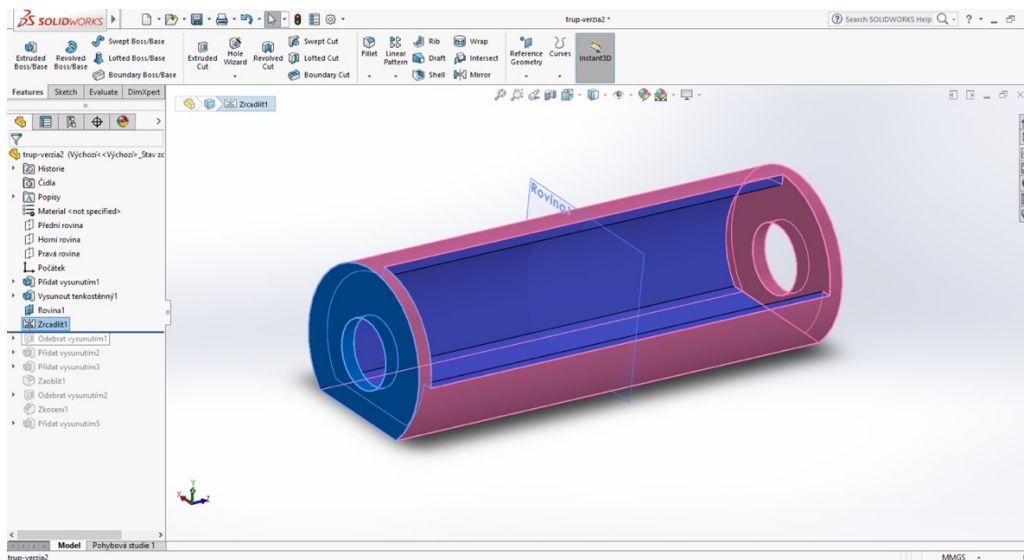 SOLIDWORKS
trup-verzia2 *
Search SOLIDWORKS Help
Extruded Boss/Base
Revolved Boss/Base
Swept Boss/Base
Lofted Boss/Base
Boundary Boss/Base
Extruded Cut
Hole Wizard
Revolved Cut
Swept Cut
Lofted Cut
Boundary Cut
Fillet
Linear Pattern
Rib
Draft
Shell
Wrap
Intersect
Mirror
Reference Geometry
Curves
Instant3D
Features Sketch Evaluate DimXpert
Zrcadlit1
trup-verzia2 (Výchozí<<Výchozí>_Stav zo
Historie
Čidla
Popisy
Material <not specified>
Přední rovina
Horní rovina
Pravá rovina
Počátek
Přidat vysunutím1
Vysunout tenkostěnný1
Rovina1
Zrcadlit1
Odebrat vysunutím1
Přidat vysunutím2
Přidat vysunutím3
Zaoblit1
Odebrat vysunutím2
Zkosení1
Přidat vysunutím5
Rovina1
Y
X
Z
Model Pohybová studie 1
trup-verzia2
MMGS